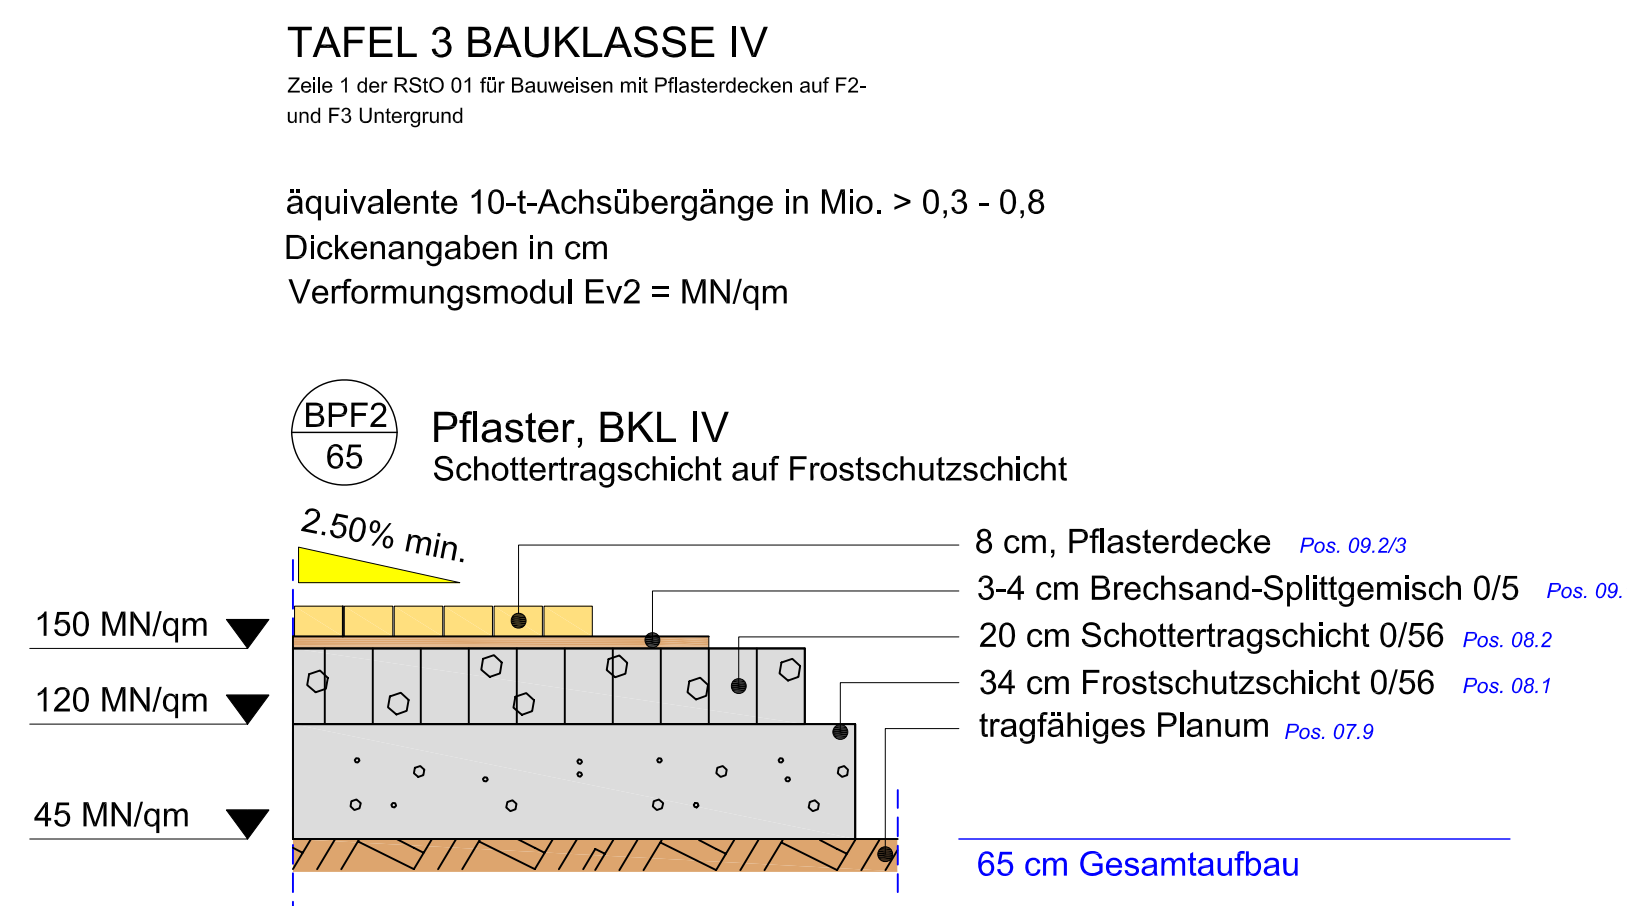 TAFEL 3 BAUKLASSE IV
Zeile 1 der RStO 01 für Bauweisen mit Pflasterdecken auf F2-
und F3 Untergrund
äquivalente 10-t-Achsübergänge in Mio. > 0,3 - 0,8
Dickenangaben in cm
Verformungsmodul Ev2 = MN/qm
BPF2
65
Pflaster, BKL IV
Schottertragschicht auf Frostschutzschicht
2.50% min.
8 cm, Pflasterdecke Pos. 09.2/3
3-4 cm Brechsand-Splittgemisch 0/5 Pos. 09.
150 MN/qm
20 cm Schottertragschicht 0/56 Pos. 08.2
34 cm Frostschutzschicht 0/56 Pos. 08.1
120 MN/qm
tragfähiges Planum Pos. 07.9
45 MN/qm
65 cm Gesamtaufbau